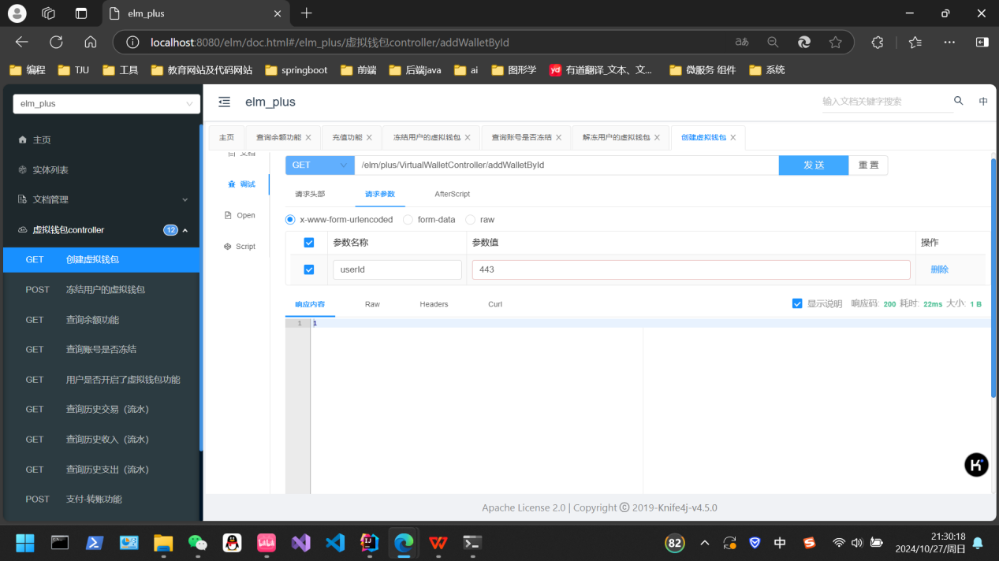 elm_plus
localhost:8080/elm/doc.html#/elm_plus/虚拟钱包controller/addWalletById
编程 TJU 工具 教育网站及代码网站 springboot 前端 后端java ai 图形学 yd 有道翻译_文本、文... 微服务 组件 系统
elm_plus
elm_plus
输入文档关键字搜索
中
主页 查询余额功能 充值功能 冻结用户的虚拟钱包 查询账号是否冻结 解冻用户的虚拟钱包 创建虚拟钱包
主页
实体列表
文档管理
虚拟钱包controller 12
GET 创建虚拟钱包
POST 冻结用户的虚拟钱包
GET 查询余额功能
GET 查询账号是否冻结
GET 用户是否开启了虚拟钱包功能
GET 查询历史交易（流水）
GET 查询历史收入（流水）
GET 查询历史支出（流水）
POST 支付-转账功能
文档
调试
Open
Script
GET /elm/plus/VirtualWalletController/addWalletById 发 送 重 置
请求头部 请求参数 AfterScript
x-www-form-urlencoded form-data raw
参数名称 参数值 操作
userId 443 删除
响应内容 Raw Headers Curl 显示说明 响应码: 200 耗时: 22ms 大小: 1 B
1 1
Apache License 2.0 | Copyright © 2019-Knife4j-v4.5.0
82 中 21:30:18
2024/10/27/周日